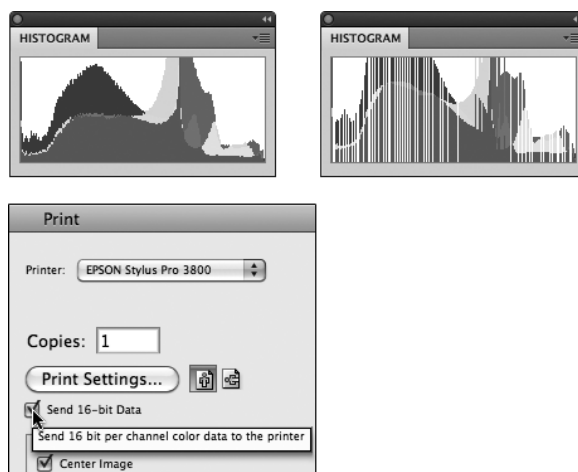 HISTOGRAM
HISTOGRAM
Print
Printer: EPSON Stylus Pro 3800
Copies: 1
Print Settings...
Send 16-bit Data
Send 16 bit per channel color data to the printer
Center Image